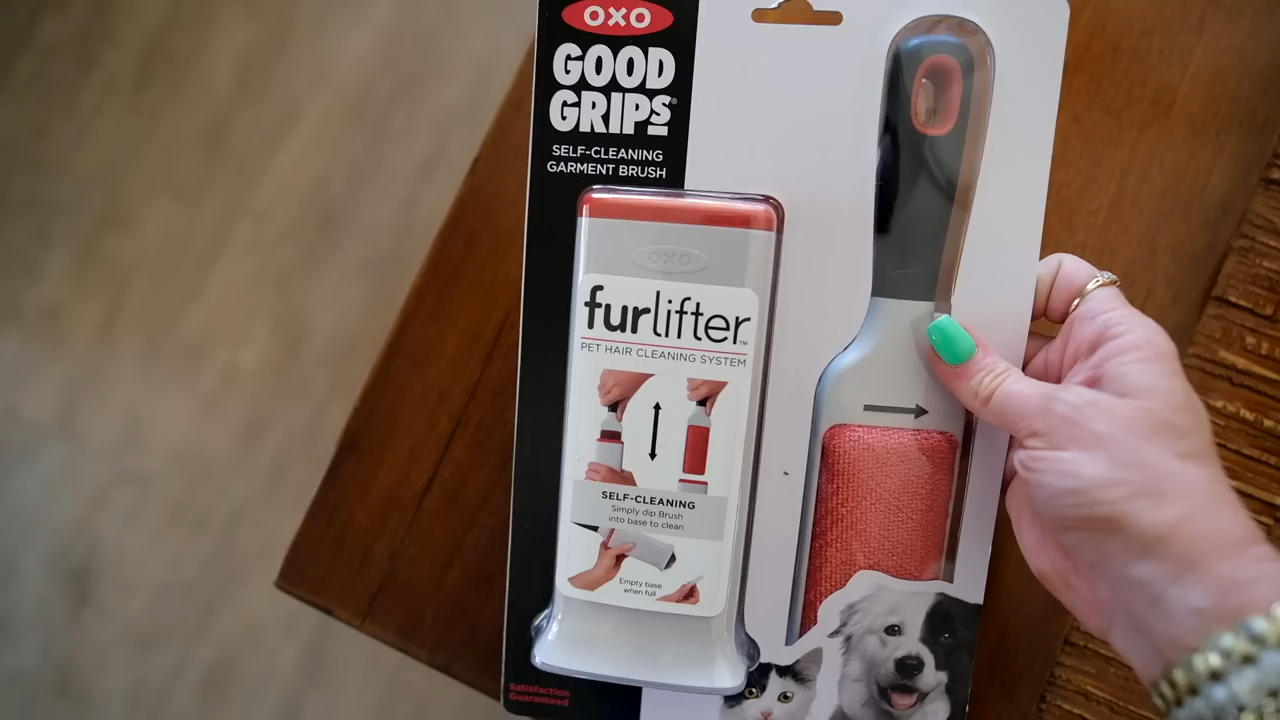 OXO
GOOD
GRIPS®
SELF-CLEANING
GARMENT BRUSH
OXO
furlifter™
PET HAIR CLEANING SYSTEM
SELF-CLEANING
Simply dip Brush
into base to clean
Empty base
when full
Satisfaction
Guaranteed